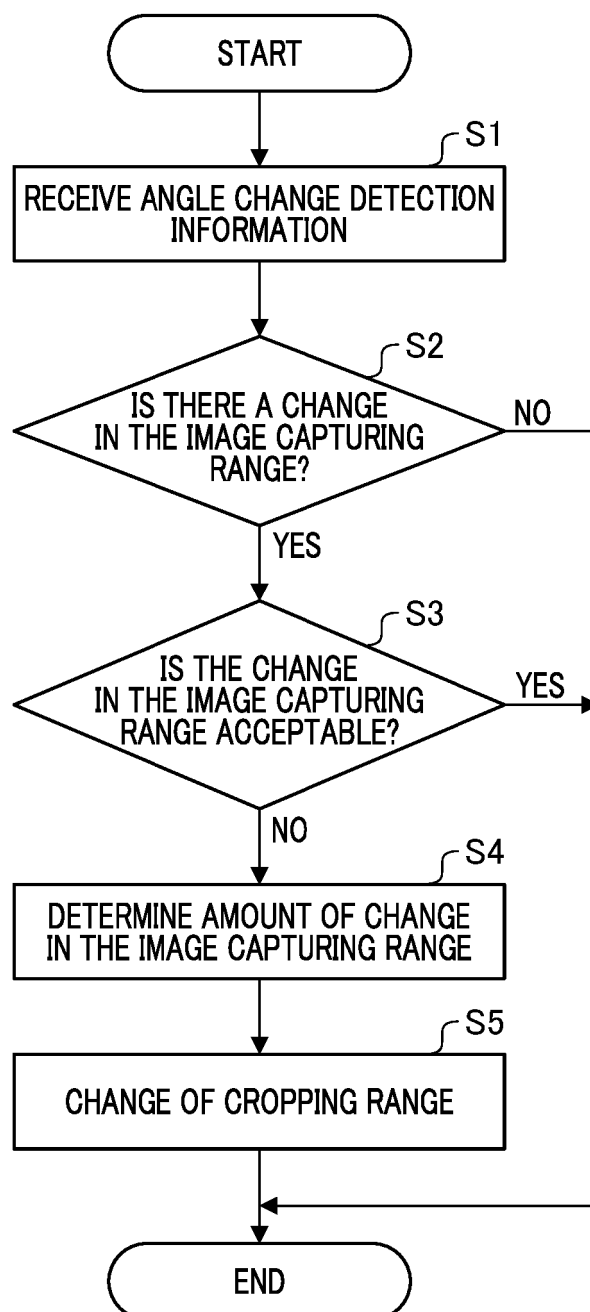 START
S1
RECEIVE ANGLE CHANGE DETECTION
INFORMATION
S2
IS THERE A CHANGE
IN THE IMAGE CAPTURING
RANGE?
NO
YES
S3
IS THE CHANGE
IN THE IMAGE CAPTURING
RANGE ACCEPTABLE?
YES
NO
S4
DETERMINE AMOUNT OF CHANGE
IN THE IMAGE CAPTURING RANGE
S5
CHANGE OF CROPPING RANGE
END